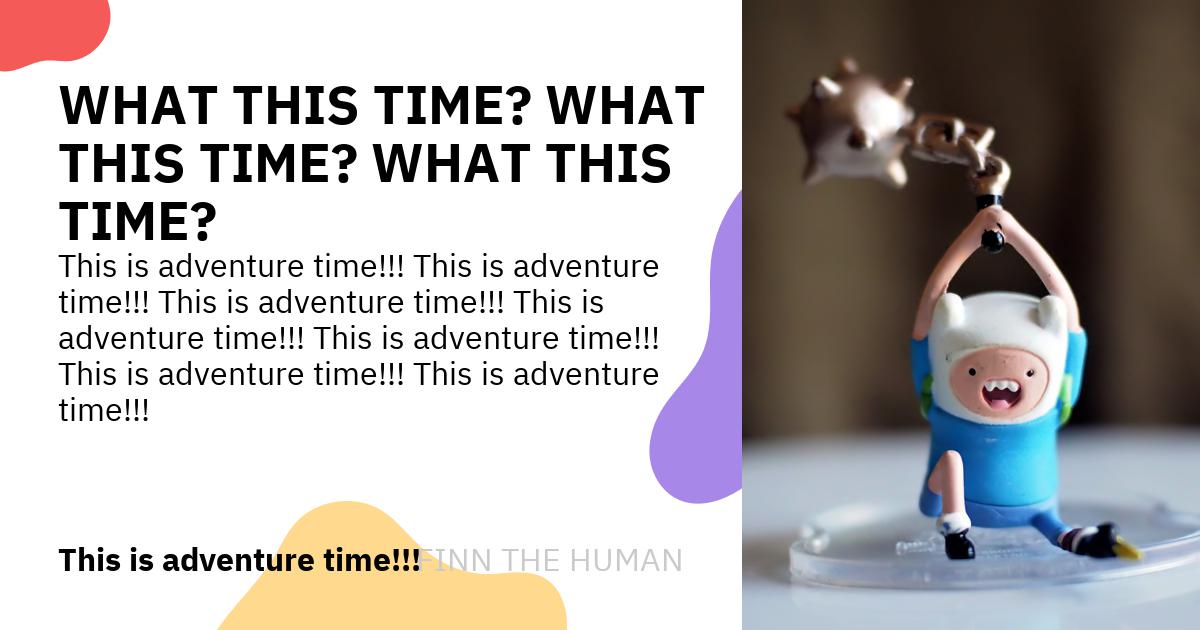 WHAT THIS TIME? WHAT
THIS TIME? WHAT THIS
TIME?
This is adventure time!!! This is adventure
time!!! This is adventure time!!! This is
adventure time!!! This is adventure time!!!
This is adventure time!!! This is adventure
time!!!
This is adventure time!!! FINN THE HUMAN